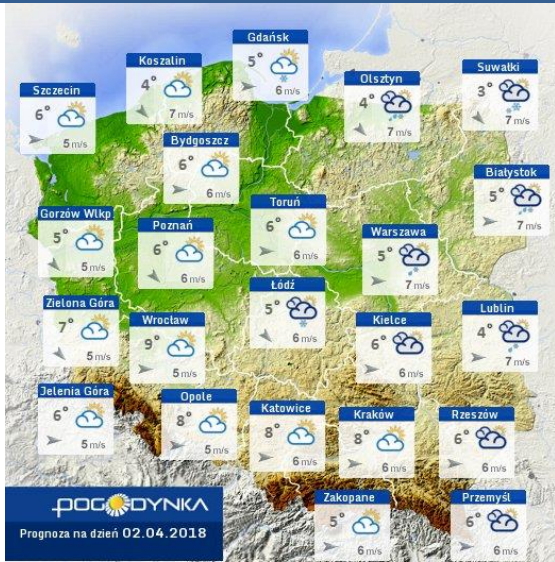 Gdańsk
5°
6 m/s
Koszalin
4°
7 m/s
Suwałki
3°
7 m/s
Olsztyn
4°
7 m/s
Szczecin
6°
5 m/s
Bydgoszcz
6°
6 m/s
Białystok
5°
7 m/s
Toruń
6°
6 m/s
Gorzów Wlkp
5°
5 m/s
Poznań
6°
6 m/s
Warszawa
5°
7 m/s
Łódź
5°
6 m/s
Zielona Góra
7°
5 m/s
Wrocław
9°
5 m/s
Kielce
6°
6 m/s
Lublin
4°
7 m/s
Jelenia Góra
6°
5 m/s
Opole
8°
5 m/s
Katowice
8°
6 m/s
Kraków
8°
6 m/s
Rzeszów
6°
6 m/s
Zakopane
5°
6 m/s
Przemyśl
6°
6 m/s
POGODYNKA
Prognoza na dzień 02.04.2018